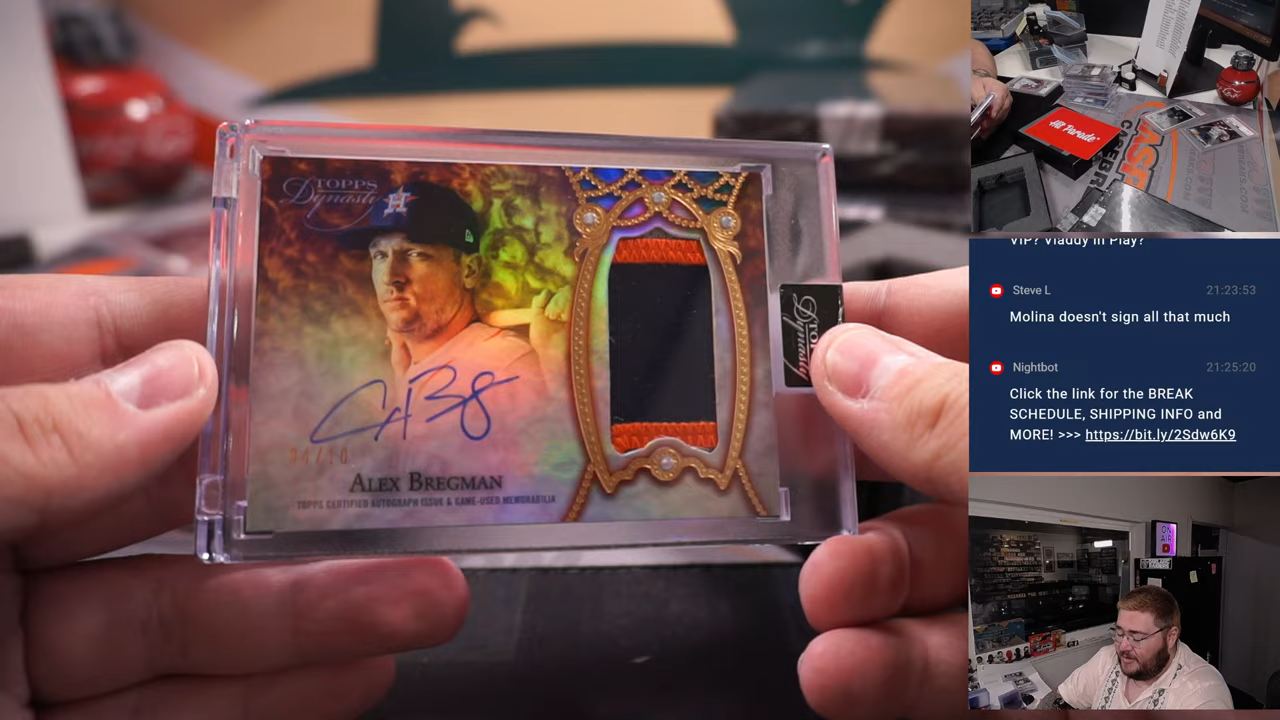 TOPPS
Dynasty
04/10
ALEX BREGMAN
TOPPS CERTIFIED AUTOGRAPH ISSUE & GAME-USED MEMORABILIA
Dynasty
Hit Parade
VIP? Vladdy in Play?
Steve L 21:23:53
Molina doesn't sign all that much
Nightbot 21:25:20
Click the link for the BREAK
SCHEDULE, SHIPPING INFO and
MORE! >>> https://bit.ly/2Sdw6K9
ON
AIR